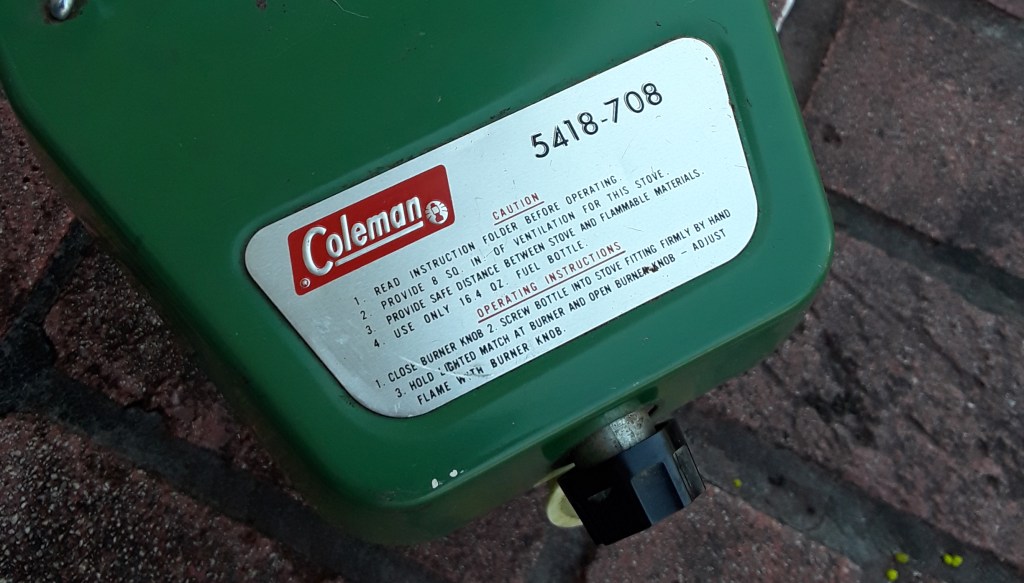 5418-708
Coleman
CAUTION
1. READ INSTRUCTION FOLDER BEFORE OPERATING.
2. PROVIDE 8 SQ. IN. OF VENTILATION FOR THIS STOVE.
3. PROVIDE SAFE DISTANCE BETWEEN STOVE AND FLAMMABLE MATERIALS.
4. USE ONLY 16.4 OZ. FUEL BOTTLE.
OPERATING INSTRUCTIONS
1. CLOSE BURNER KNOB 2. SCREW BOTTLE INTO STOVE FITTING FIRMLY BY HAND
3. HOLD LIGHTED MATCH AT BURNER AND OPEN BURNER KNOB - ADJUST
FLAME WITH BURNER KNOB.